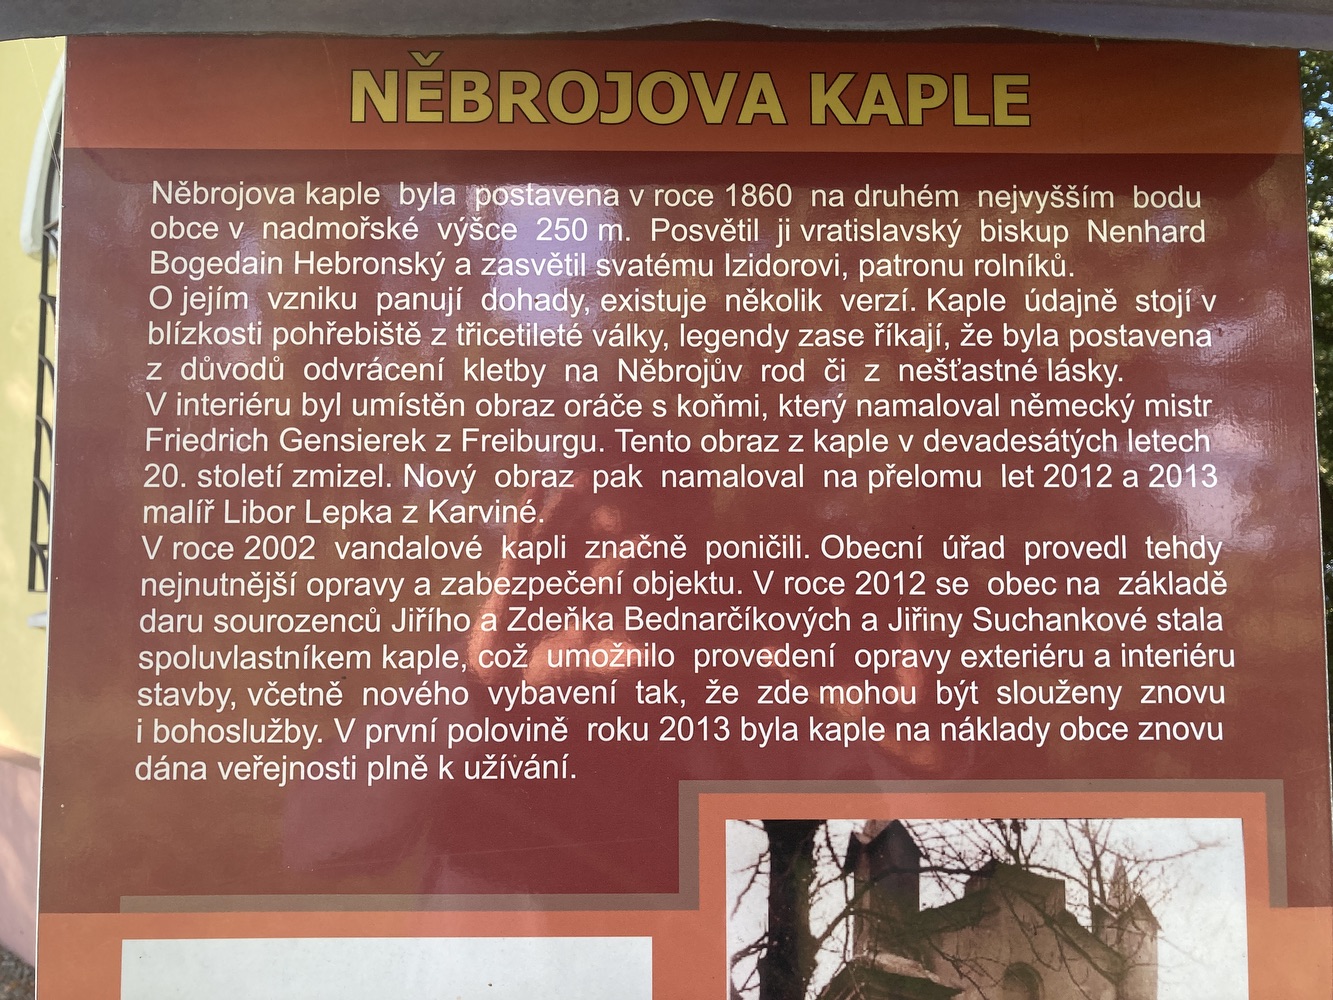 NĚBROJOVA KAPLE
Něbrojova kaple byla postavena v roce 1860 na druhém nejvyšším bodu
obce v nadmořské výšce 250 m. Posvětil ji vratislavský biskup Nenhard
Bogedain Hebronský a zasvětil svatému Izidorovi, patronu rolníků.
O jejím vzniku panují dohady, existuje několik verzí. Kaple údajně stojí v
blízkosti pohřebiště z třicetileté války, legendy zase říkají, že byla postavena
z důvodů odvrácení kletby na Něbrojův rod či z nešťastné lásky.
V interiéru byl umístěn obraz oráče s koňmi, který namaloval německý mistr
Friedrich Gensierek z Freiburgu. Tento obraz z kaple v devadesátých letech
20. století zmizel. Nový obraz pak namaloval na přelomu let 2012 a 2013
malíř Libor Lepka z Karviné.
V roce 2002 vandalové kapli značně poničili. Obecní úřad provedl tehdy
nejnutnější opravy a zabezpečení objektu. V roce 2012 se obec na základě
daru sourozenců Jiřího a Zdeňka Bednarčíkových a Jiřiny Suchankové stala
spoluvlastníkem kaple, což umožnilo provedení opravy exteriéru a interiéru
stavby, včetně nového vybavení tak, že zde mohou být slouženy znovu
i bohoslužby. V první polovině roku 2013 byla kaple na náklady obce znovu
dána veřejnosti plně k užívání.